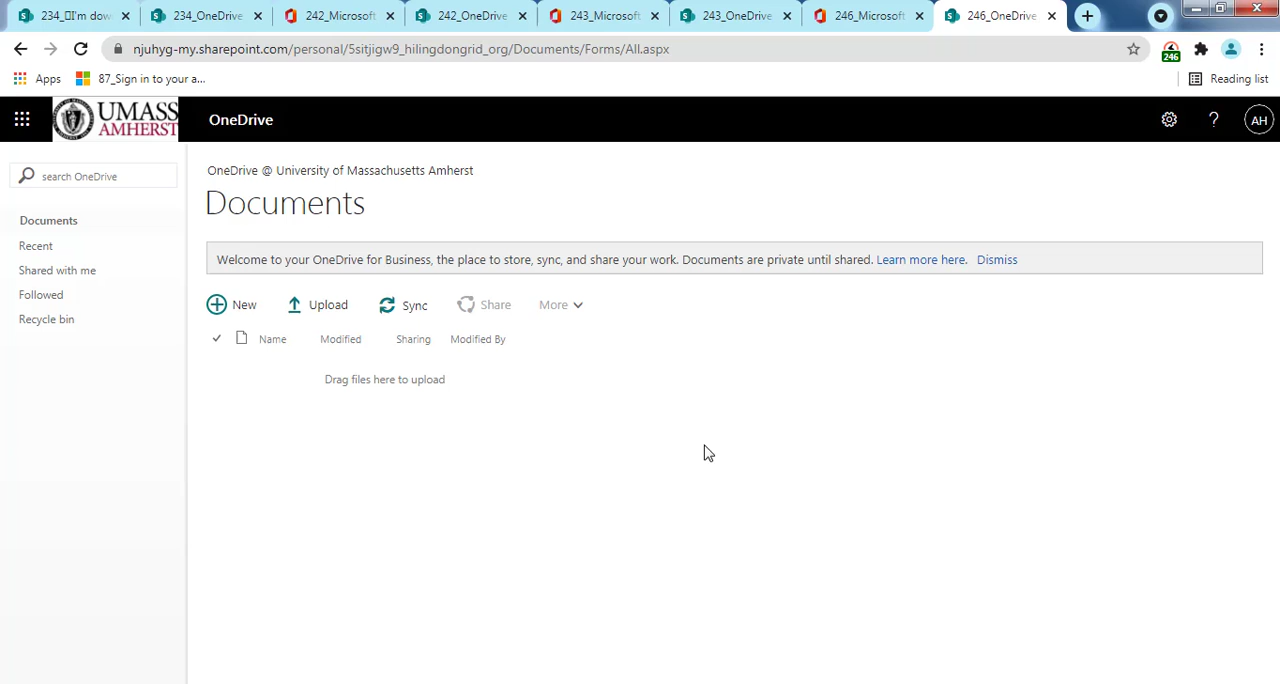 234_I'm dow
234_OneDrive
242_Microsoft
242_OneDrive
243_Microsoft
243_OneDrive
246_Microsoft
246_OneDrive
njuhyg-my.sharepoint.com/personal/5sitjigw9_hilingdongrid_org/Documents/Forms/All.aspx
246
Apps
87_Sign in to your a...
Reading list
UMASS
AMHERST
OneDrive
?
AH
search OneDrive
Documents
Recent
Shared with me
Followed
Recycle bin
OneDrive @ University of Massachusetts Amherst
Documents
Welcome to your OneDrive for Business, the place to store, sync, and share your work. Documents are private until shared. Learn more here. Dismiss
New Upload Sync Share More
Name Modified Sharing Modified By
Drag files here to upload